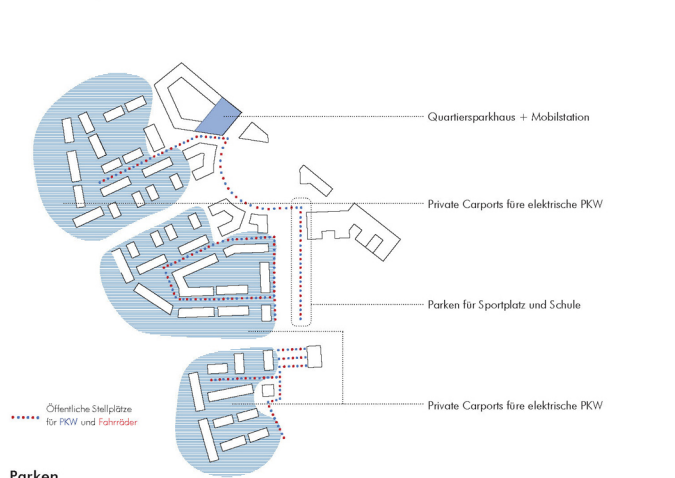 Quartiersparkhaus + Mobilstation
Private Carports füre elektrische PKW
Parken für Sportplatz und Schule
Private Carports füre elektrische PKW
Öffentliche Stellplätze
für PKW und Fahrräder
Parken